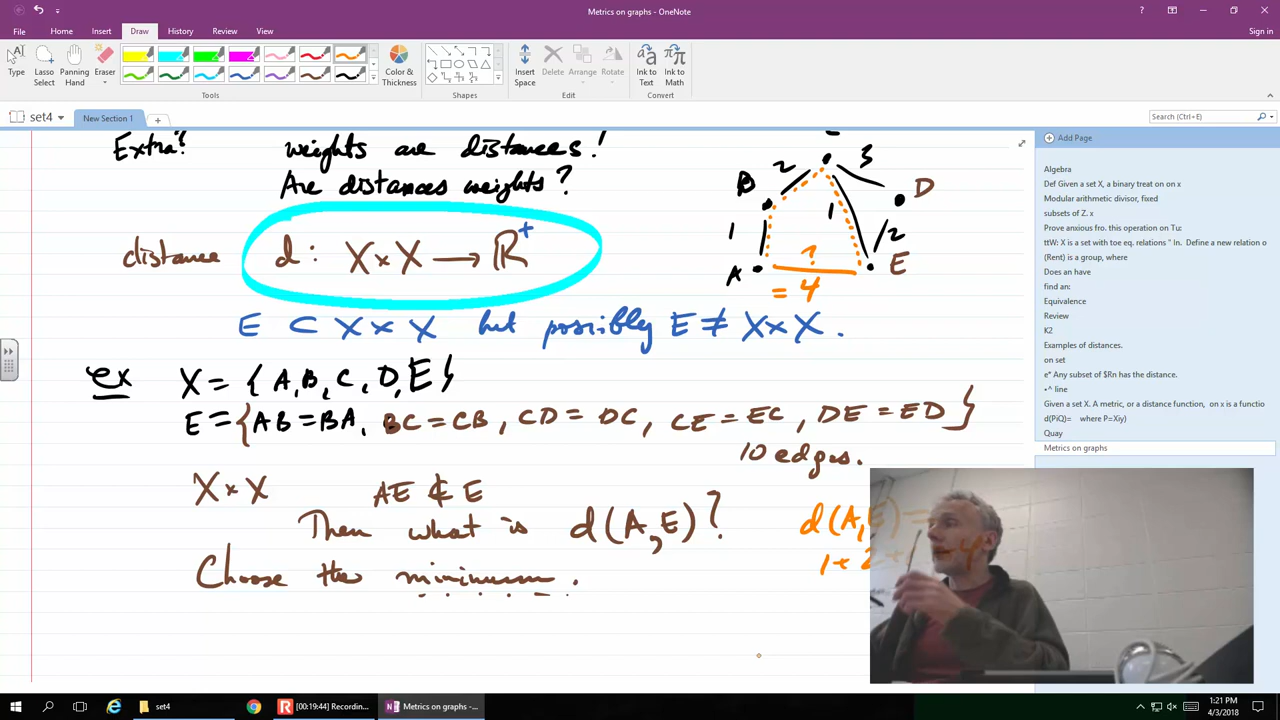 Metrics on graphs - OneNote
File Home Insert Draw History Review View Sign in
Type Lasso Select Panning Hand Eraser Color & Thickness Insert Space Delete Arrange Rotate Ink to Text Ink to Math
Tools Shapes Edit Convert
set4 New Section 1 Search (Ctrl+E)
Extra? weights are distances!
Are distances weights?
distance d: X×X → R+
E ⊂ X×X but possibly E ≠ X×X.
B 2 3 D
1 1 2
A ? E
= 4
ex X = { A, B, C, D, E }
E = { AB = BA, BC = CB, CD = DC, CE = EC, DE = ED }
10 edges.
X×X AE ∉ E
Then what is d(A,E)?
Choose the minimum.
d(A,E) =
1+2+
Add Page
Algebra
Def Given a set X, a binary treat on on x
Modular arithmetic divisor, fixed
subsets of Z. x
Prove anxious fro. this operation on Tu:
ttW: X is a set with toe eq. relations " In. Define a new relation o
(Rent) is a group, where
Does an have
find an:
Equivalence
Review
K2
Examples of distances.
on set
e* Any subset of $Rn has the distance.
•^ line
Given a set X. A metric, or a distance function, on x is a functio
d(PiQ)= where P=Xiy)
Quay
Metrics on graphs
set4
(00:19:44) Recordin...
Metrics on graphs -...
1:21 PM
4/3/2018